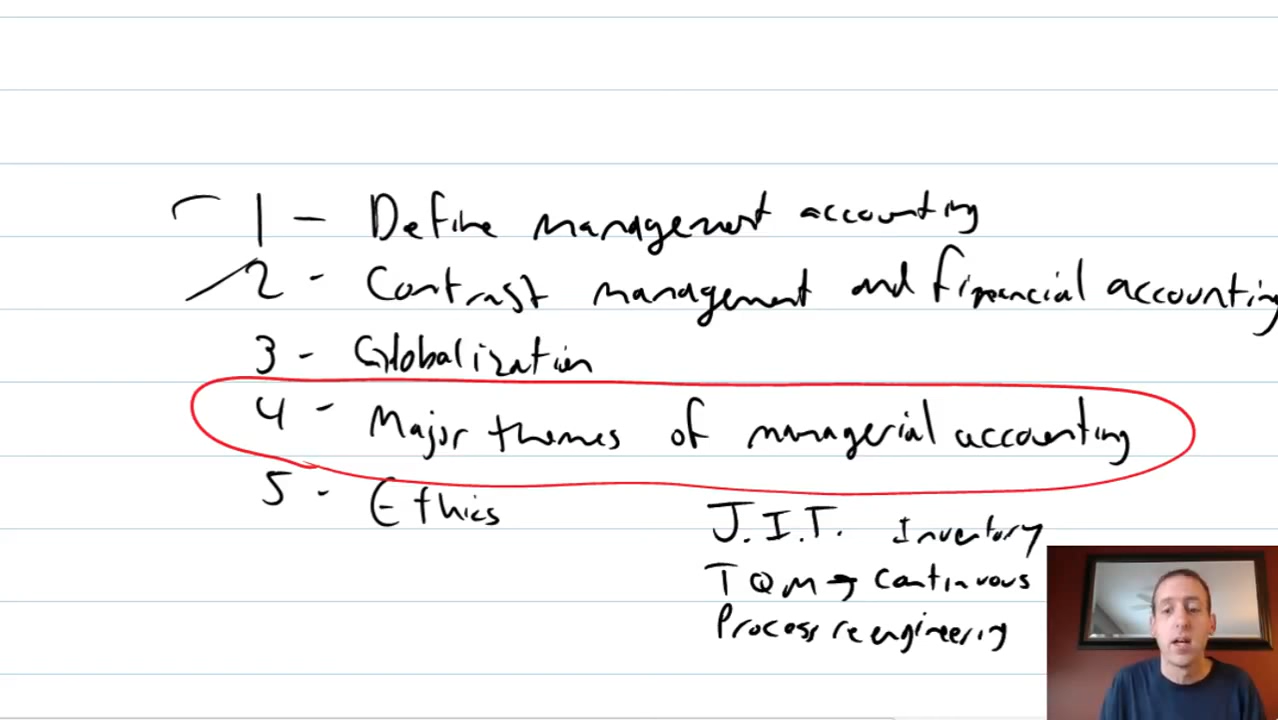 1 - Define management accounting
2 - Contrast management and financial accounting
3 - Globalization
4 - Major themes of managerial accounting
5 - Ethics
J.I.T. Inventory
TQM → Continuous
Process reengineering